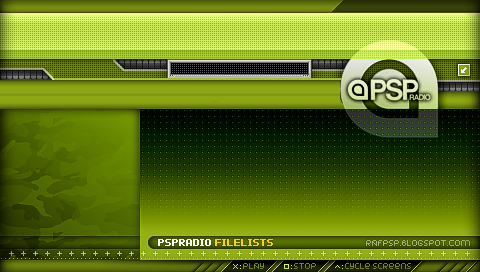 @PSP RADIO
PSPRADIO FILELISTS
RAFPSP.BLOGSPOT.COM
X:PLAY
O:STOP
^:CYCLE SCREENS